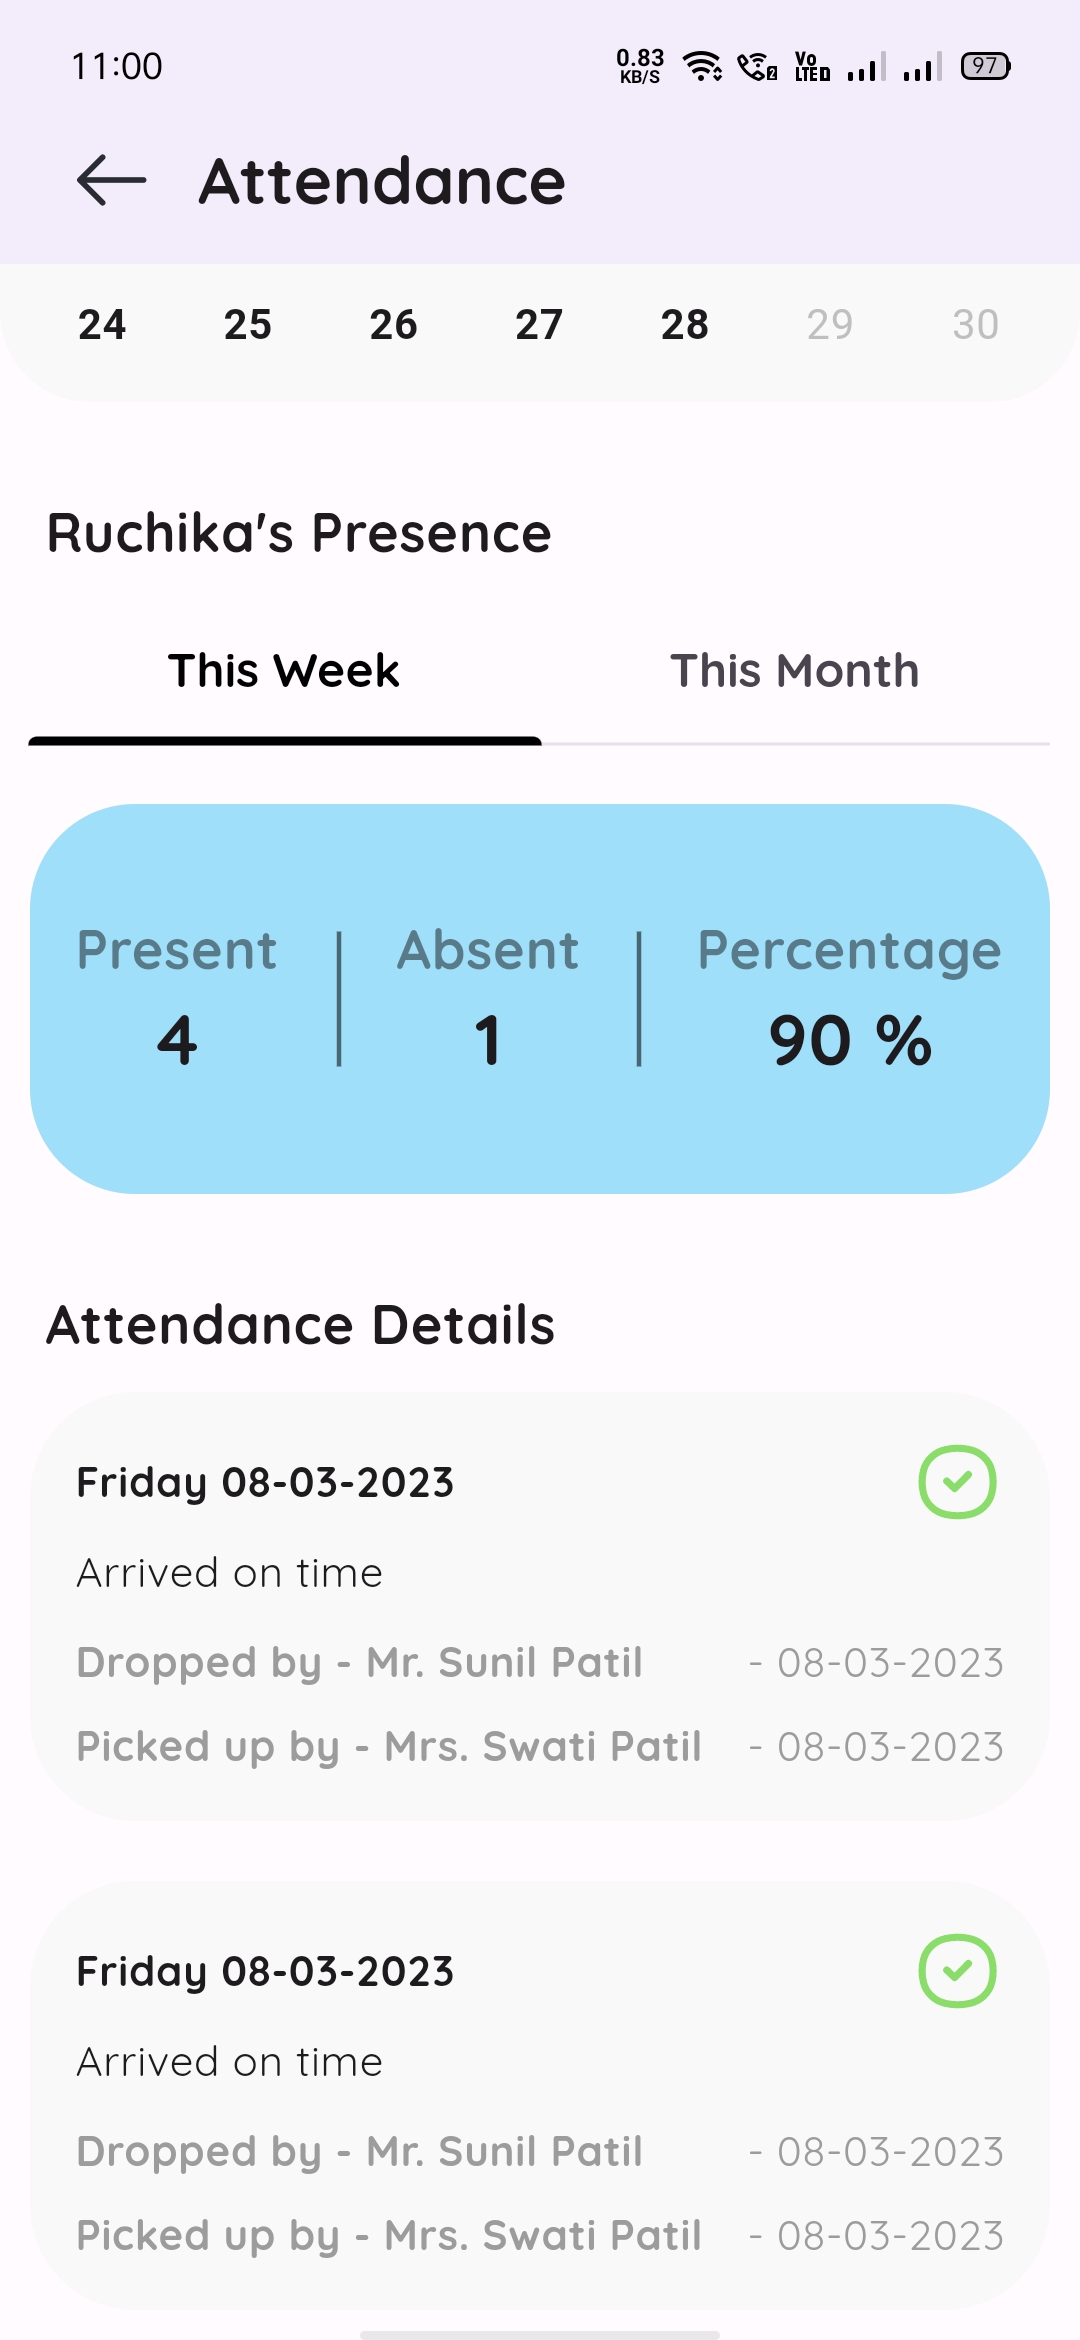 11:00
0.83
KB/S
Vo
LTE
2
97
Attendance
24 25 26 27 28 29 30
Ruchika's Presence
This Week This Month
Present Absent Percentage
4 1 90 %
Attendance Details
Friday 08-03-2023
Arrived on time
Dropped by - Mr. Sunil Patil - 08-03-2023
Picked up by - Mrs. Swati Patil - 08-03-2023
Friday 08-03-2023
Arrived on time
Dropped by - Mr. Sunil Patil - 08-03-2023
Picked up by - Mrs. Swati Patil - 08-03-2023